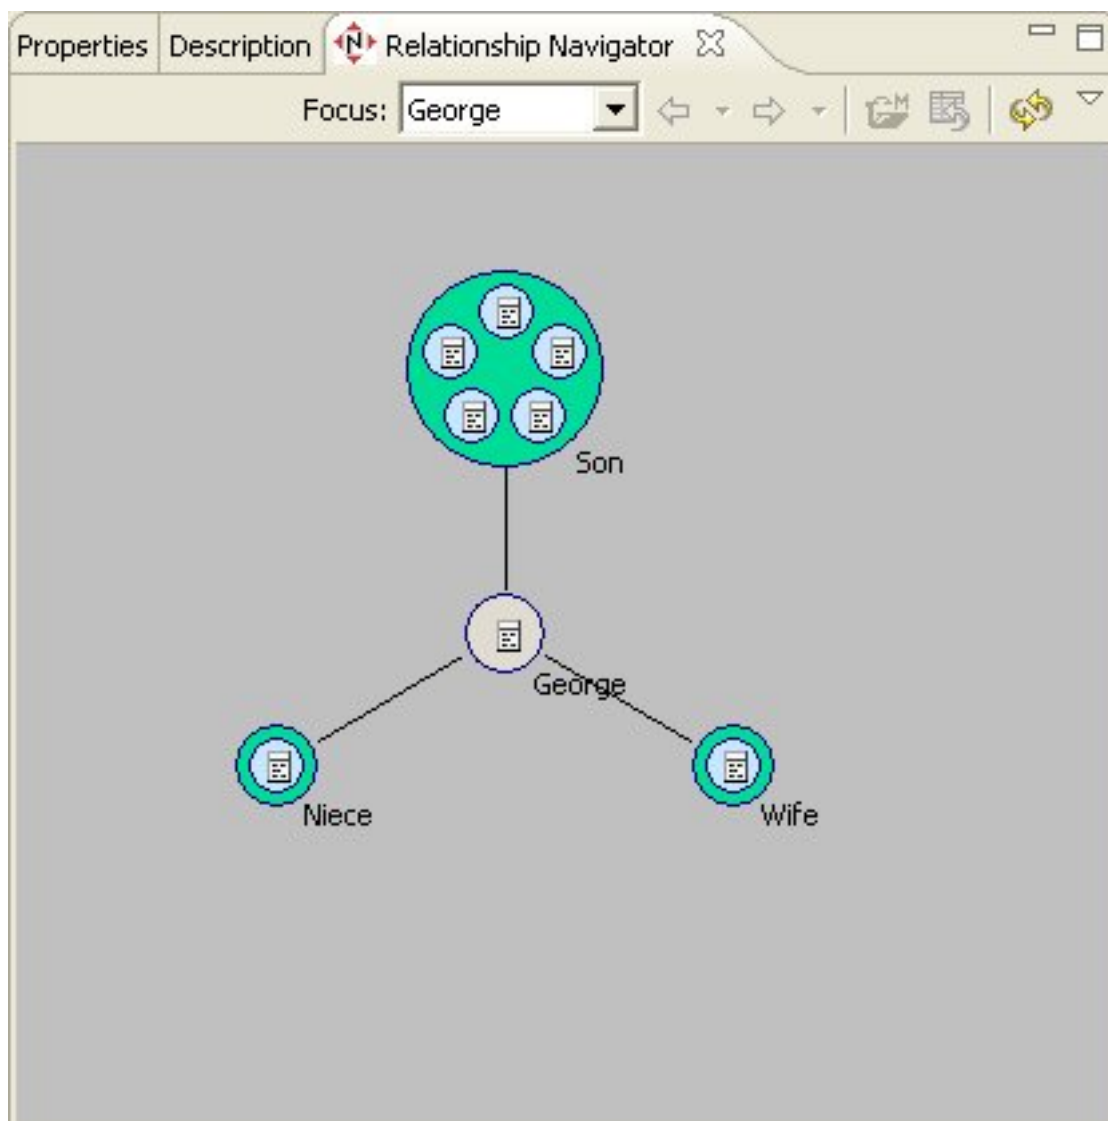 Properties Description N Relationship Navigator
Focus: George
M
Son
George
Niece
Wife